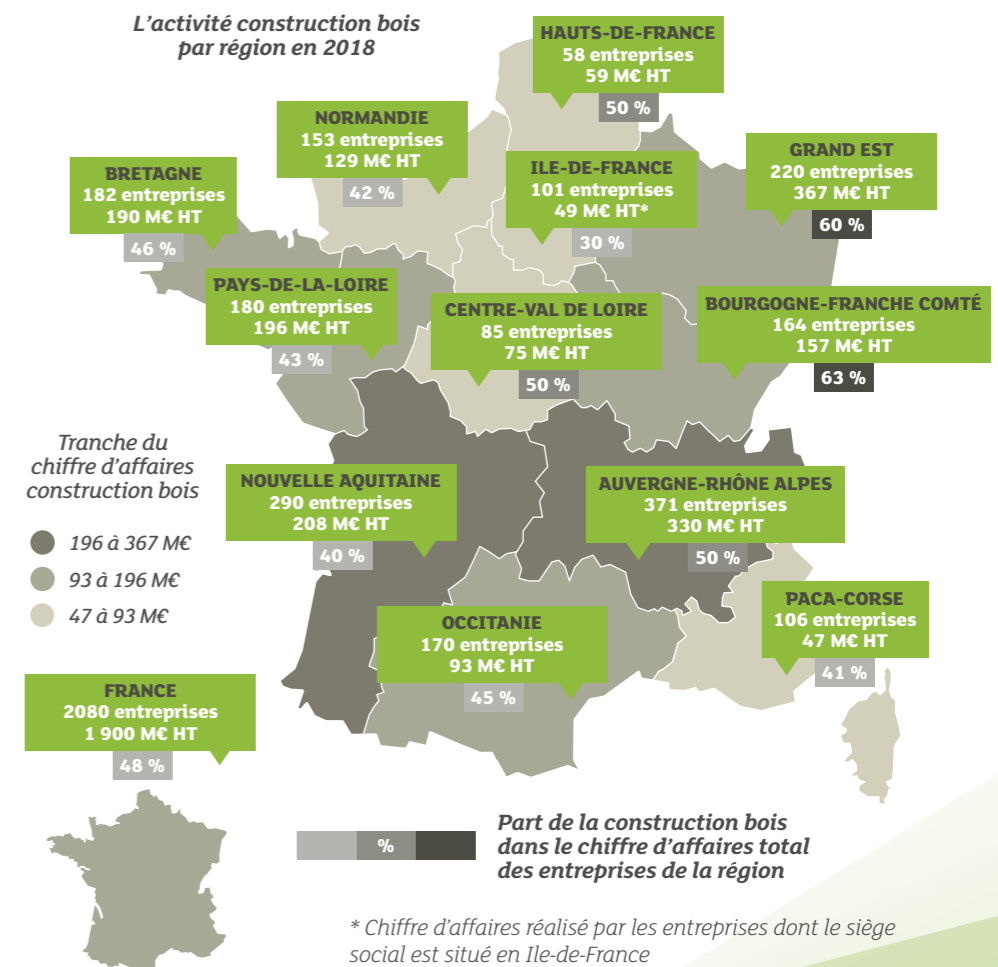 L'activité construction bois
par région en 2018
HAUTS-DE-FRANCE
58 entreprises
59 M€ HT
50 %
NORMANDIE
153 entreprises
129 M€ HT
42 %
ILE-DE-FRANCE
101 entreprises
49 M€ HT*
30 %
GRAND EST
220 entreprises
367 M€ HT
60 %
BRETAGNE
182 entreprises
190 M€ HT
46 %
PAYS-DE-LA-LOIRE
180 entreprises
196 M€ HT
43 %
CENTRE-VAL DE LOIRE
85 entreprises
75 M€ HT
50 %
BOURGOGNE-FRANCHE COMTÉ
164 entreprises
157 M€ HT
63 %
Tranche du
chiffre d'affaires
construction bois
196 à 367 M€
93 à 196 M€
47 à 93 M€
NOUVELLE AQUITAINE
290 entreprises
208 M€ HT
40 %
AUVERGNE-RHÔNE ALPES
371 entreprises
330 M€ HT
50 %
OCCITANIE
170 entreprises
93 M€ HT
45 %
PACA-CORSE
106 entreprises
47 M€ HT
41 %
FRANCE
2080 entreprises
1 900 M€ HT
48 %
%
Part de la construction bois
dans le chiffre d'affaires total
des entreprises de la région
* Chiffre d'affaires réalisé par les entreprises dont le siège
social est situé en Ile-de-France